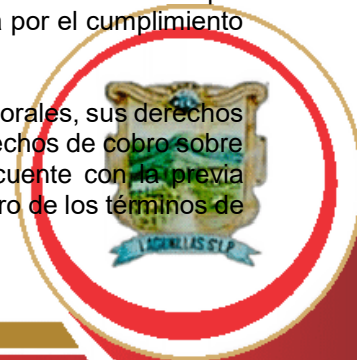 a por el cumplimiento
orales, sus derechos
echos de cobro sobre
cuente con la previa
ro de los términos de
LAGUNILLAS S.L.P.